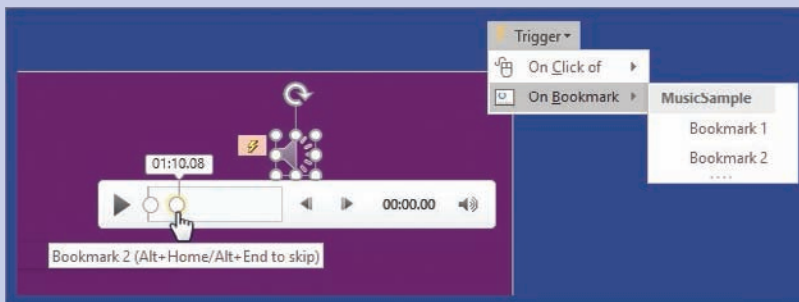 Trigger
On Click of
On Bookmark
MusicSample
Bookmark 1
Bookmark 2
01:10.08
00:00.00
Bookmark 2 (Alt+Home/Alt+End to skip)